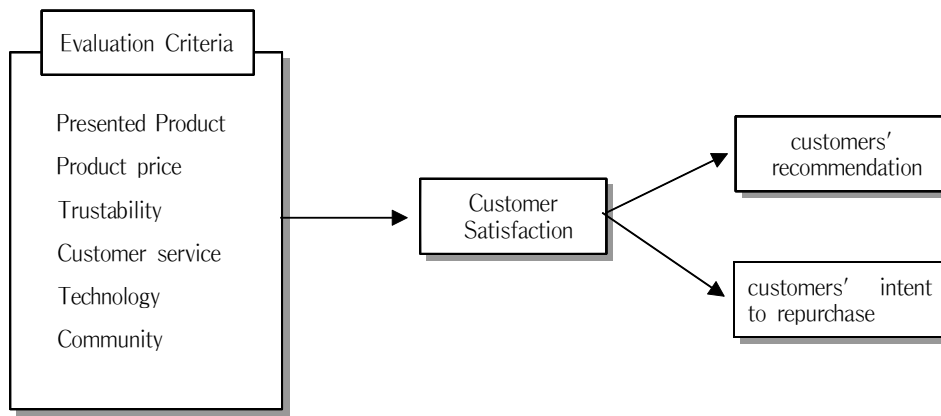 Evaluation Criteria
Presented Product
Product price
Trustability
Customer service
Technology
Community
Customer
Satisfaction
customers'
recommendation
customers' intent
to repurchase